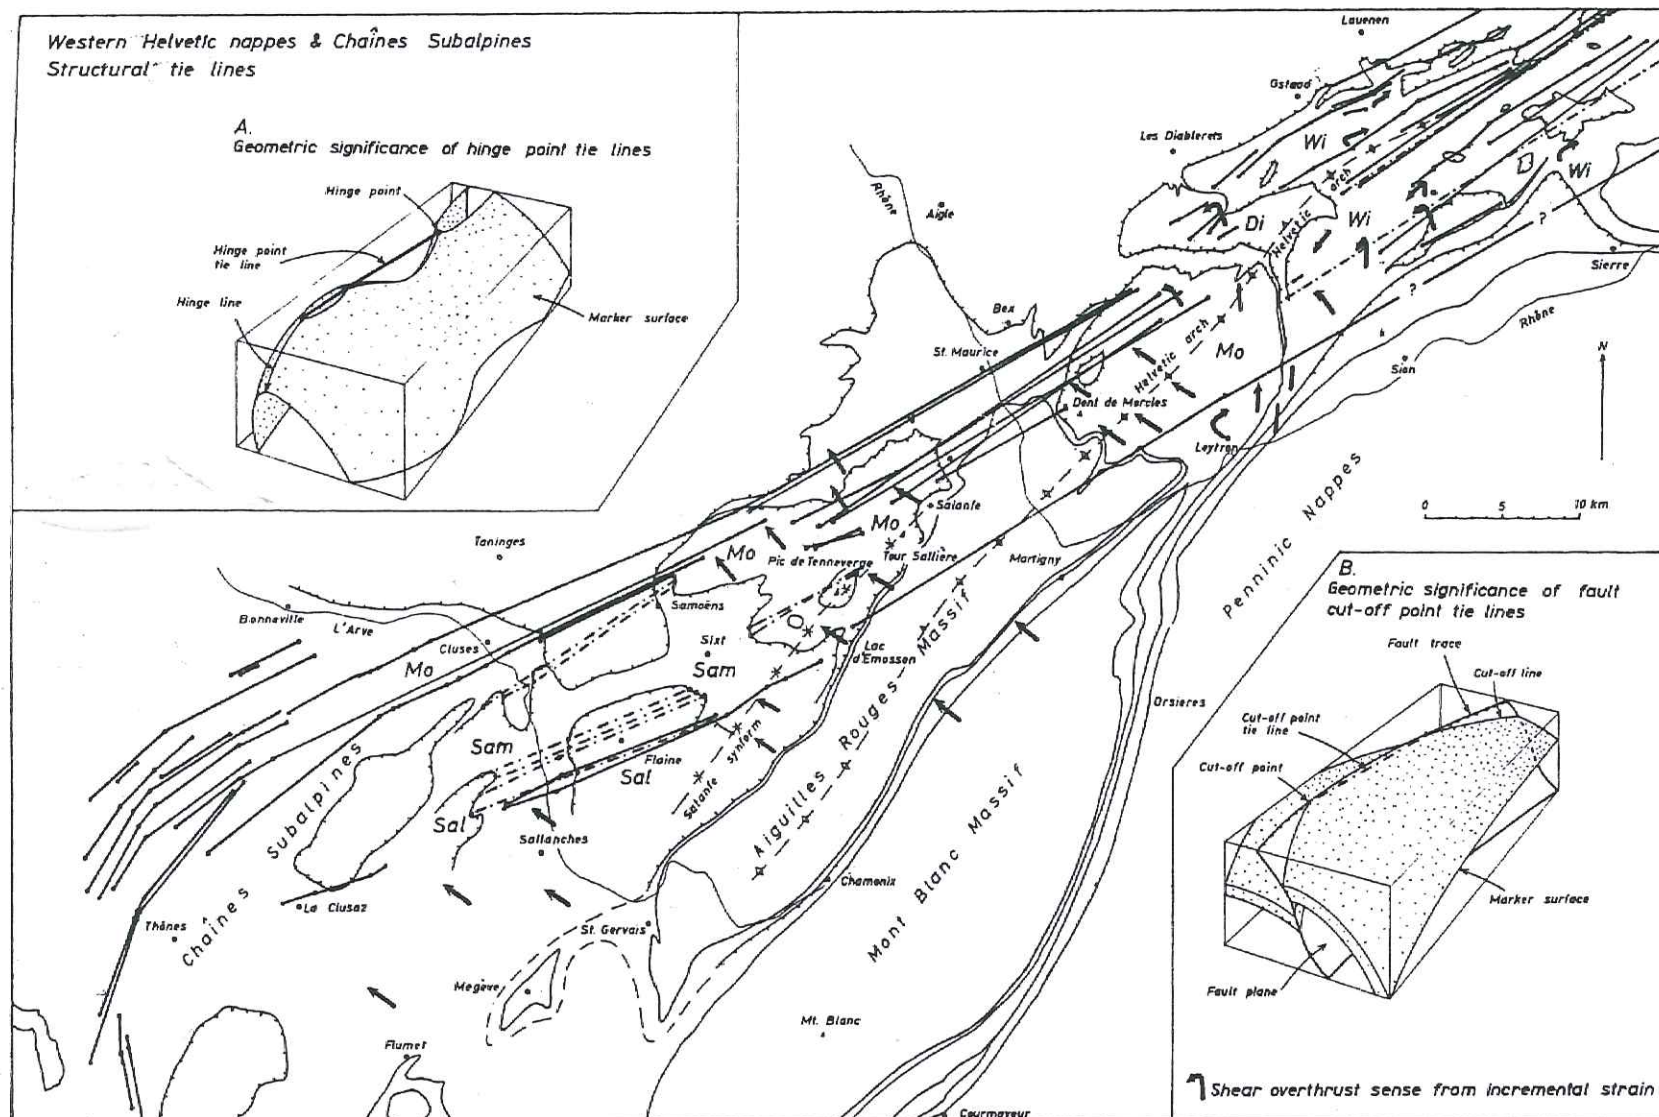 Western Helvetic nappes & Chaînes Subalpines
Structural tie lines
A.
Geometric significance of hinge point tie lines
Hinge point
Hinge point
tie line
Hinge line
Marker surface
Lauenen
Gstaad
Les Diablerets
Wi
Wi
Wi
Di
Helvetic arch
Rhône
Aigle
?
Sierre
?
Rhône
Bex
St. Maurice
Helvetic arch
Mo
Sion
N
Dent de Morcles
Leytron
0 5 10 km
Penninic Nappes
Salanfe
Mo
Taninges
Mo
Pic de Tenneverge
Tour Sallière
Martigny
Samoëns
Bonneville
L'Arve
Cluses
Mo
Sixt
Lac
d'Emosson
Sam
Sam
Flaine
Sal
Sal
Salanfe synform
Aiguilles Rouges Massif
Orsieres
Sallanches
Chaînes Subalpines
Mont Blanc Massif
Chamonix
La Clusaz
Thônes
St. Gervais
Megève
Mt. Blanc
Flumet
Courmayeur
B.
Geometric significance of fault
cut-off point tie lines
Fault trace
Cut-off line
Cut-off point
tie line
Cut-off point
Marker surface
Fault plane
Shear overthrust sense from incremental strain